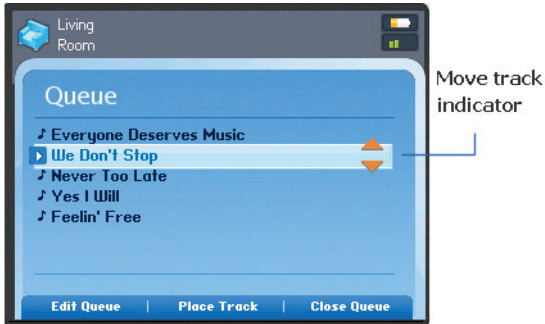 Living
Room
Queue
Everyone Deserves Music
We Don't Stop
Never Too Late
Yes I Will
Feelin' Free
Edit Queue | Place Track | Close Queue
Move track
indicator